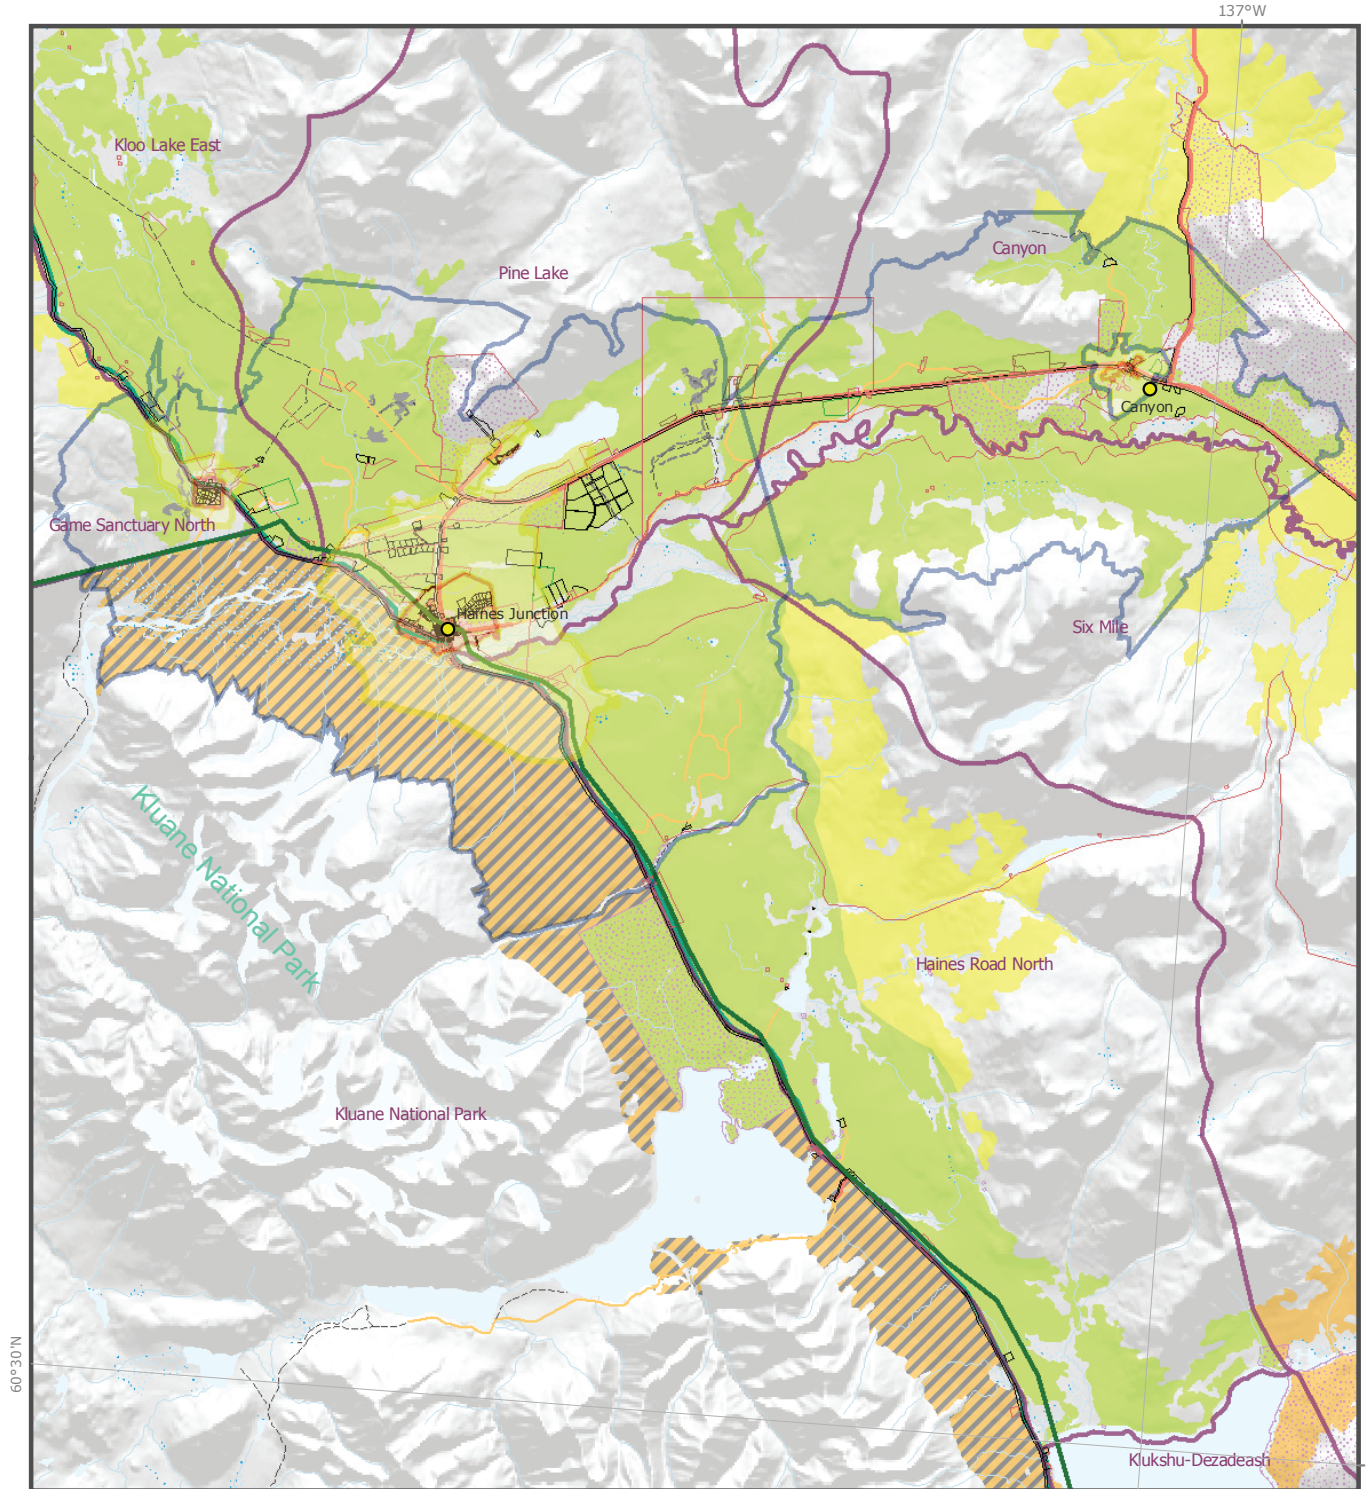 137°W
Kloo Lake East
Canyon
Pine Lake
Canyon
Game Sanctuary North
Haines Junction
Six Mile
Kluane National Park
Haines Road North
Kluane National Park
60°30'N
Klukshu-Dezadeash